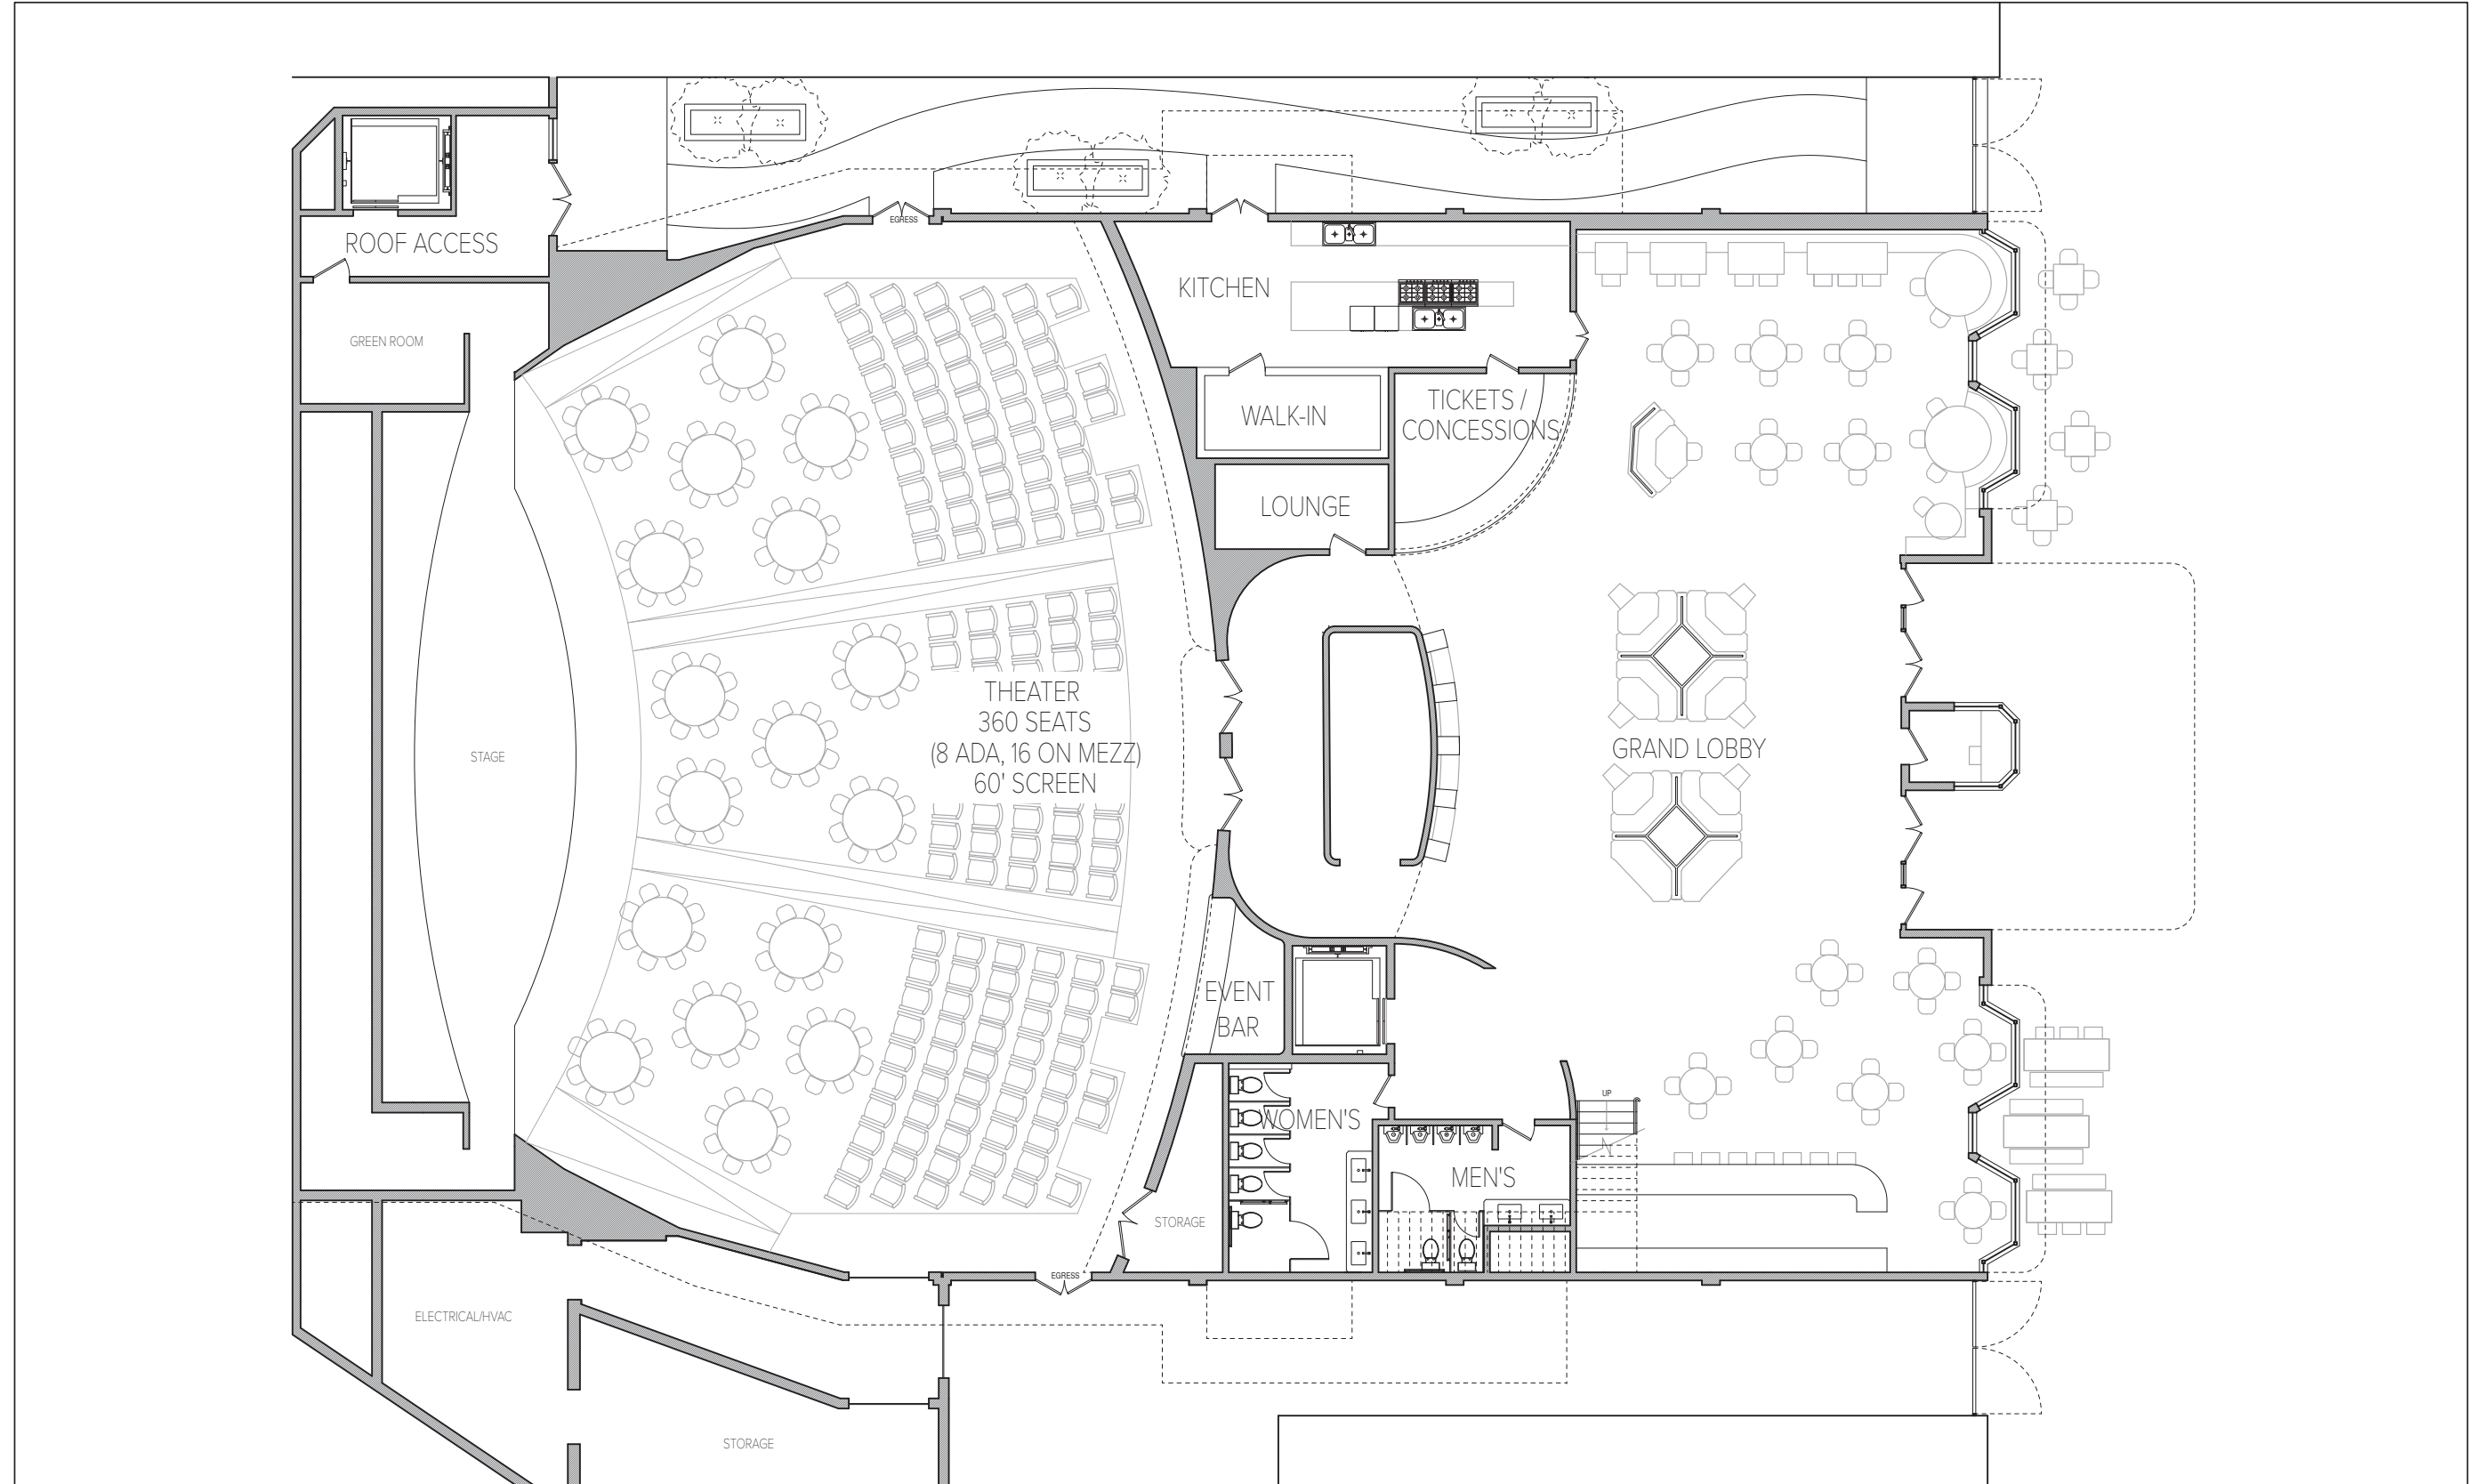 EGRESS
ROOF ACCESS
KITCHEN
GREEN ROOM
TICKETS /
CONCESSIONS
WALK-IN
LOUNGE
THEATER
360 SEATS
(8 ADA, 16 ON MEZZ)
60' SCREEN
STAGE
GRAND LOBBY
EVENT
BAR
UP
WOMEN'S
MEN'S
STORAGE
EGRESS
ELECTRICAL/HVAC
STORAGE